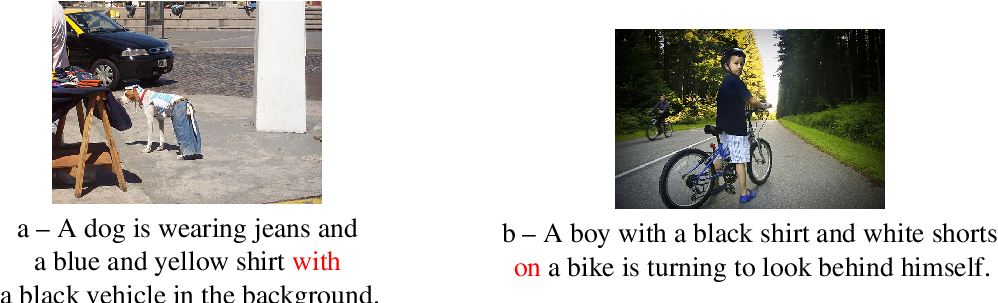 a – A dog is wearing jeans and
a blue and yellow shirt with
a black vehicle in the background.
b – A boy with a black shirt and white shorts
on a bike is turning to look behind himself.